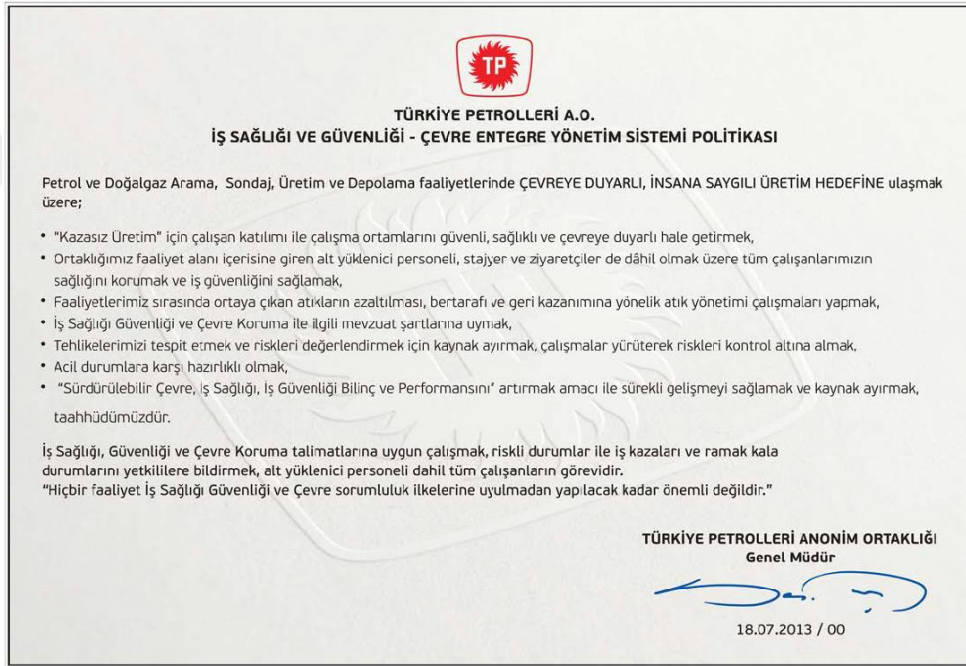 TP
TÜRKİYE PETROLLERİ A.O.
İŞ SAĞLIĞI VE GÜVENLİĞİ - ÇEVRE ENTEGRE YÖNETİM SİSTEMİ POLİTİKASI
Petrol ve Doğalgaz Arama, Sondaj, Üretim ve Depolama faaliyetlerinde ÇEVREYE DUYARLI, İNSANA SAYGILI ÜRETİM HEDEFİNE ulaşmak
üzere;
• "Kazasız Üretim" için çalışan katılımı ile çalışma ortamlarını güvenli, sağlıklı ve çevreye duyarlı hale getirmek,
• Ortaklığımız faaliyet alanı içerisine giren alt yüklenici personeli, stajyer ve ziyaretçiler de dâhil olmak üzere tüm çalışanlarımızın
sağlığını korumak ve iş güvenliğini sağlamak,
• Faaliyetlerimiz sırasında ortaya çıkan atıkların azaltılması, bertarafı ve geri kazanımına yönelik atık yönetimi çalışmaları yapmak,
• İş Sağlığı Güvenliği ve Çevre Koruma ile ilgili mevzuat şartlarına uymak,
• Tehlikelerimizi tespit etmek ve riskleri değerlendirmek için kaynak ayırmak, çalışmalar yürüterek riskleri kontrol altına almak,
• Acil durumlara karşı hazırlıklı olmak,
• "Sürdürülebilir Çevre, İş Sağlığı, İş Güvenliği Bilinç ve Performansını' artırmak amacı ile sürekli gelişmeyi sağlamak ve kaynak ayırmak,
taahhüdümüzdür.
İş Sağlığı, Güvenliği ve Çevre Koruma talimatlarına uygun çalışmak, riskli durumlar ile iş kazaları ve ramak kala
durumlarını yetkililere bildirmek, alt yüklenici personeli dahil tüm çalışanların görevidir.
"Hiçbir faaliyet İş Sağlığı Güvenliği ve Çevre sorumluluk ilkelerine uyulmadan yapılacak kadar önemli değildir."
TÜRKİYE PETROLLERİ ANONİM ORTAKLIĞI
Genel Müdür
18.07.2013 / 00